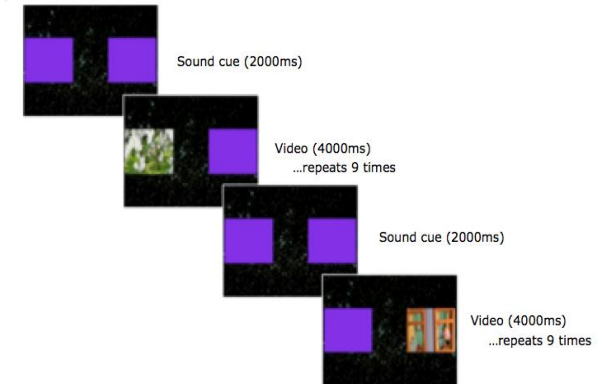 Sound cue (2000ms)
Video (4000ms)
...repeats 9 times
Sound cue (2000ms)
Video (4000ms)
...repeats 9 times